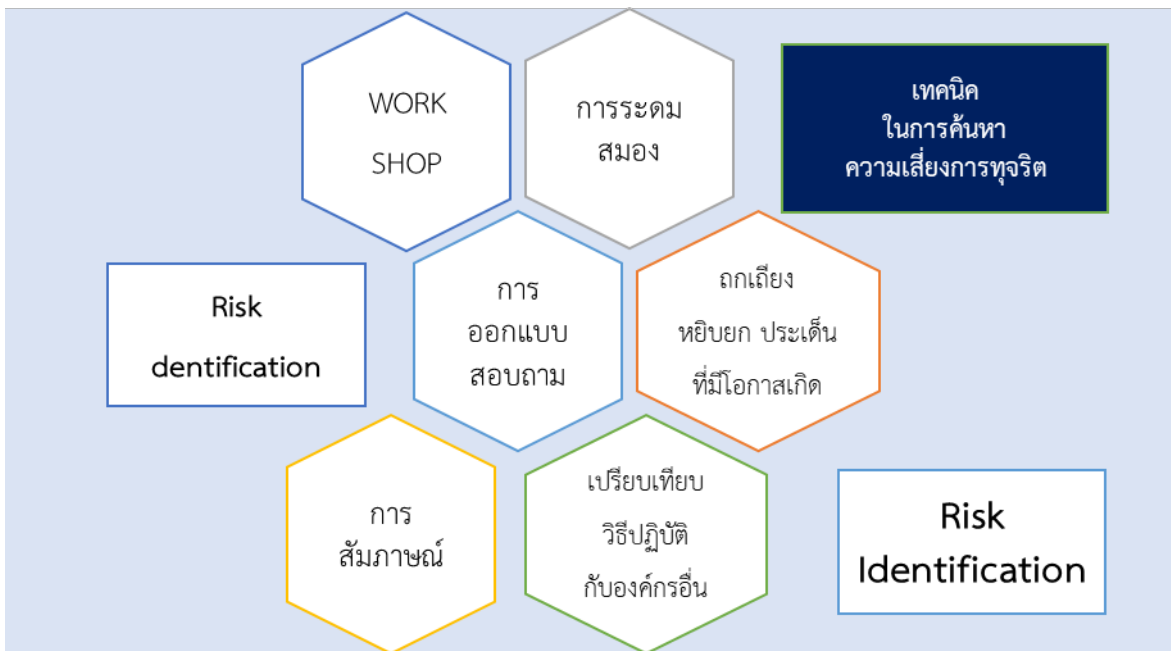 WORK
SHOP
การระดม
สมอง
เทคนิค
ในการค้นหา
ความเสี่ยงการทุจริต
Risk
dentification
การ
ออกแบบ
สอบถาม
ถกเถียง
หยิบยก ประเด็น
ที่มีโอกาสเกิด
การ
สัมภาษณ์
เปรียบเทียบ
วิธีปฏิบัติ
กับองค์กรอื่น
Risk
Identification